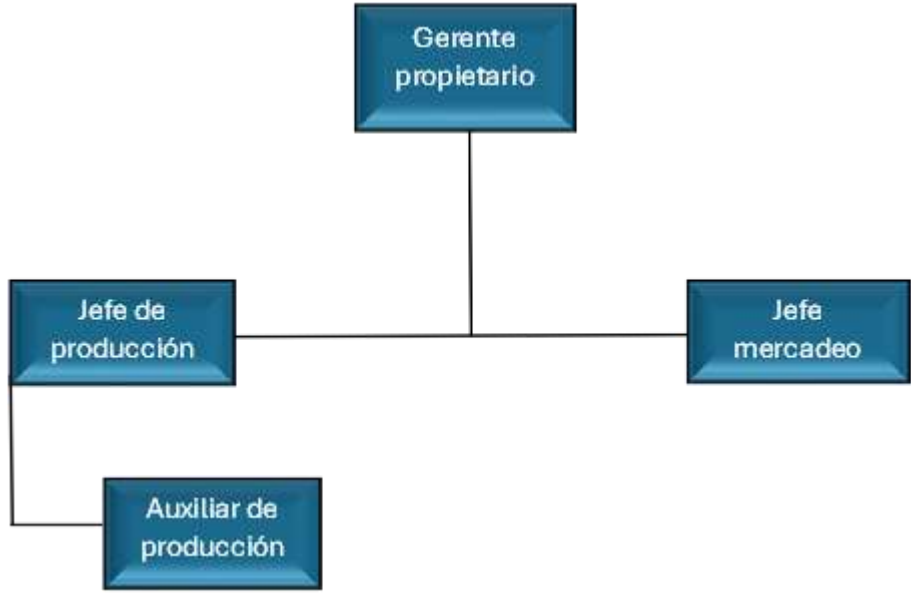 Gerente
propietario
Jefe de
producción
Jefe
mercadeo
Auxiliar de
producción